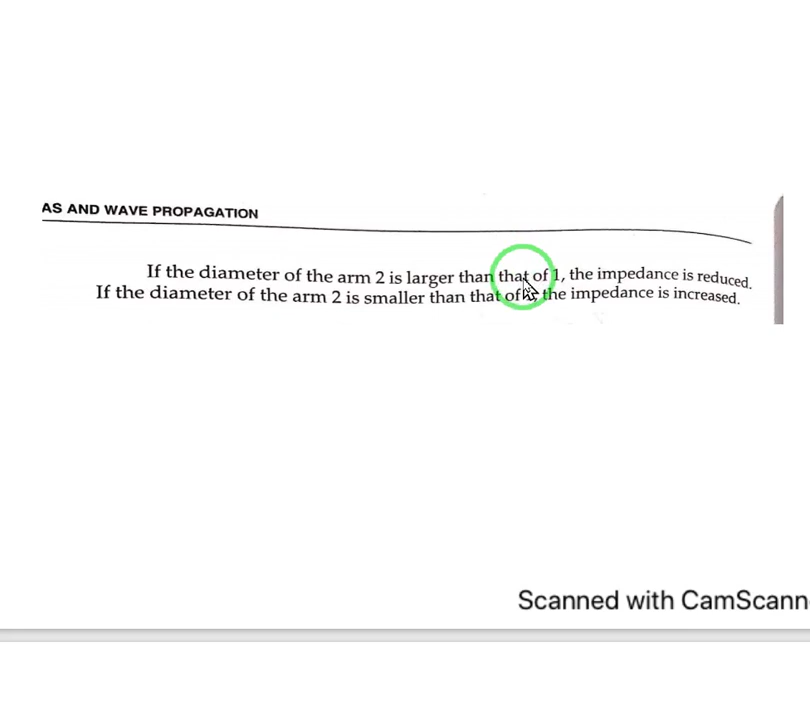 AS AND WAVE PROPAGATION
If the diameter of the arm 2 is larger than that of 1, the impedance is reduced.
If the diameter of the arm 2 is smaller than that of the impedance is increased.
Scanned with CamScann